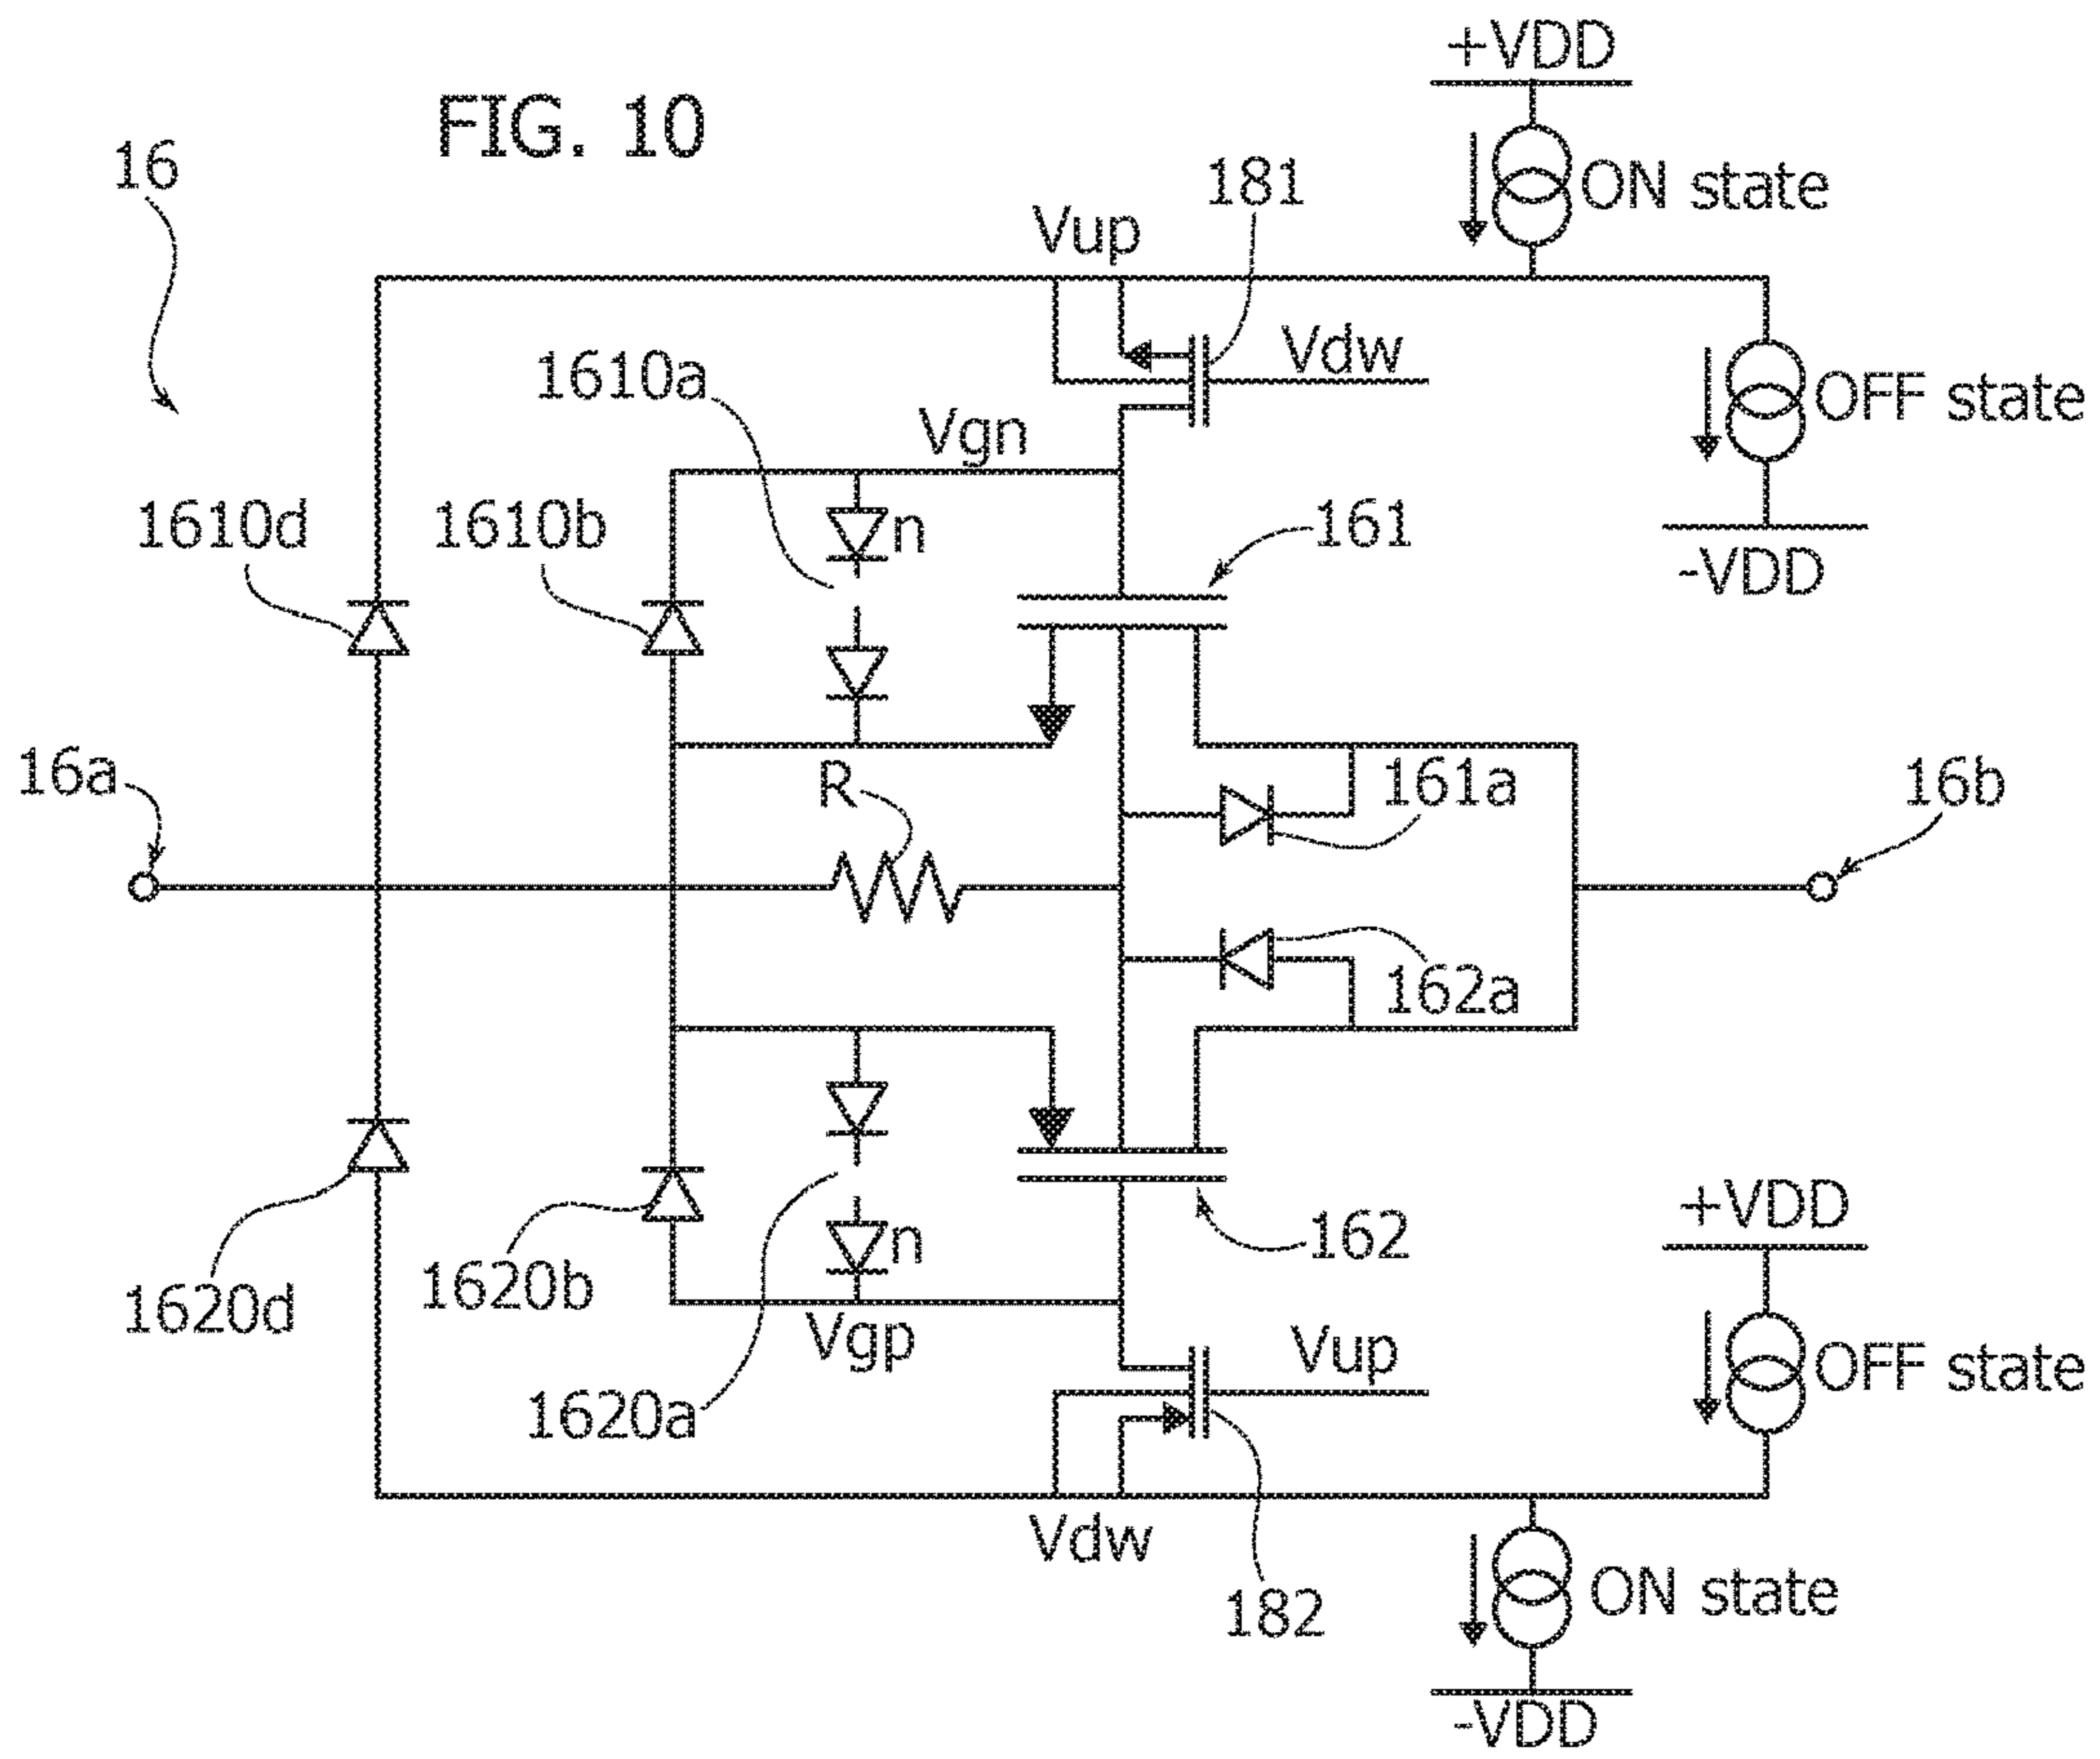 +VDD
FIG. 10
16
181
ON state
Vup
1610a
Vdw
OFF state
Vgn
1610d
1610b
n
161
-VDD
16a
R
161a
16b
162a
+VDD
162
1620d
1620b
n
Vgp
Vup
OFF state
1620a
Vdw
182
ON state
-VDD